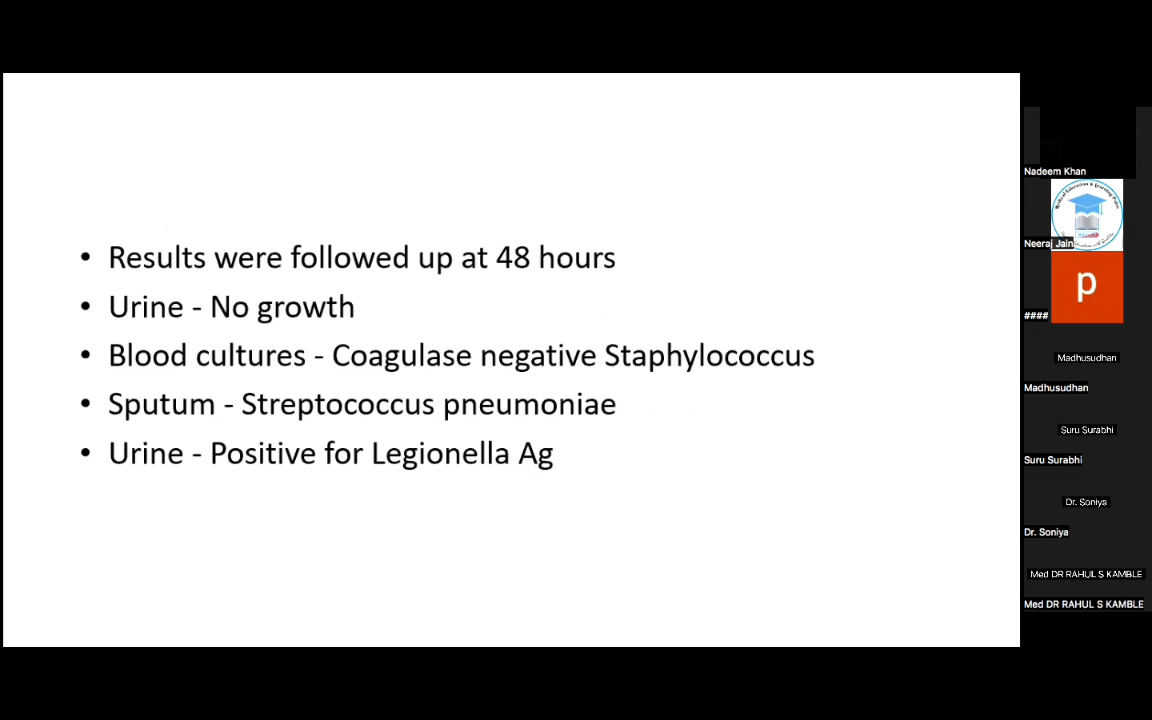 • Results were followed up at 48 hours
• Urine - No growth
• Blood cultures - Coagulase negative Staphylococcus
• Sputum - Streptococcus pneumoniae
• Urine - Positive for Legionella Ag
Nadeem Khan
Neeraj Jain
p
####
Madhusudhan
Madhusudhan
Suru Surabhi
Suru Surabhi
Dr. Soniya
Dr. Soniya
Med DR RAHUL S KAMBLE
Med DR RAHUL S KAMBLE